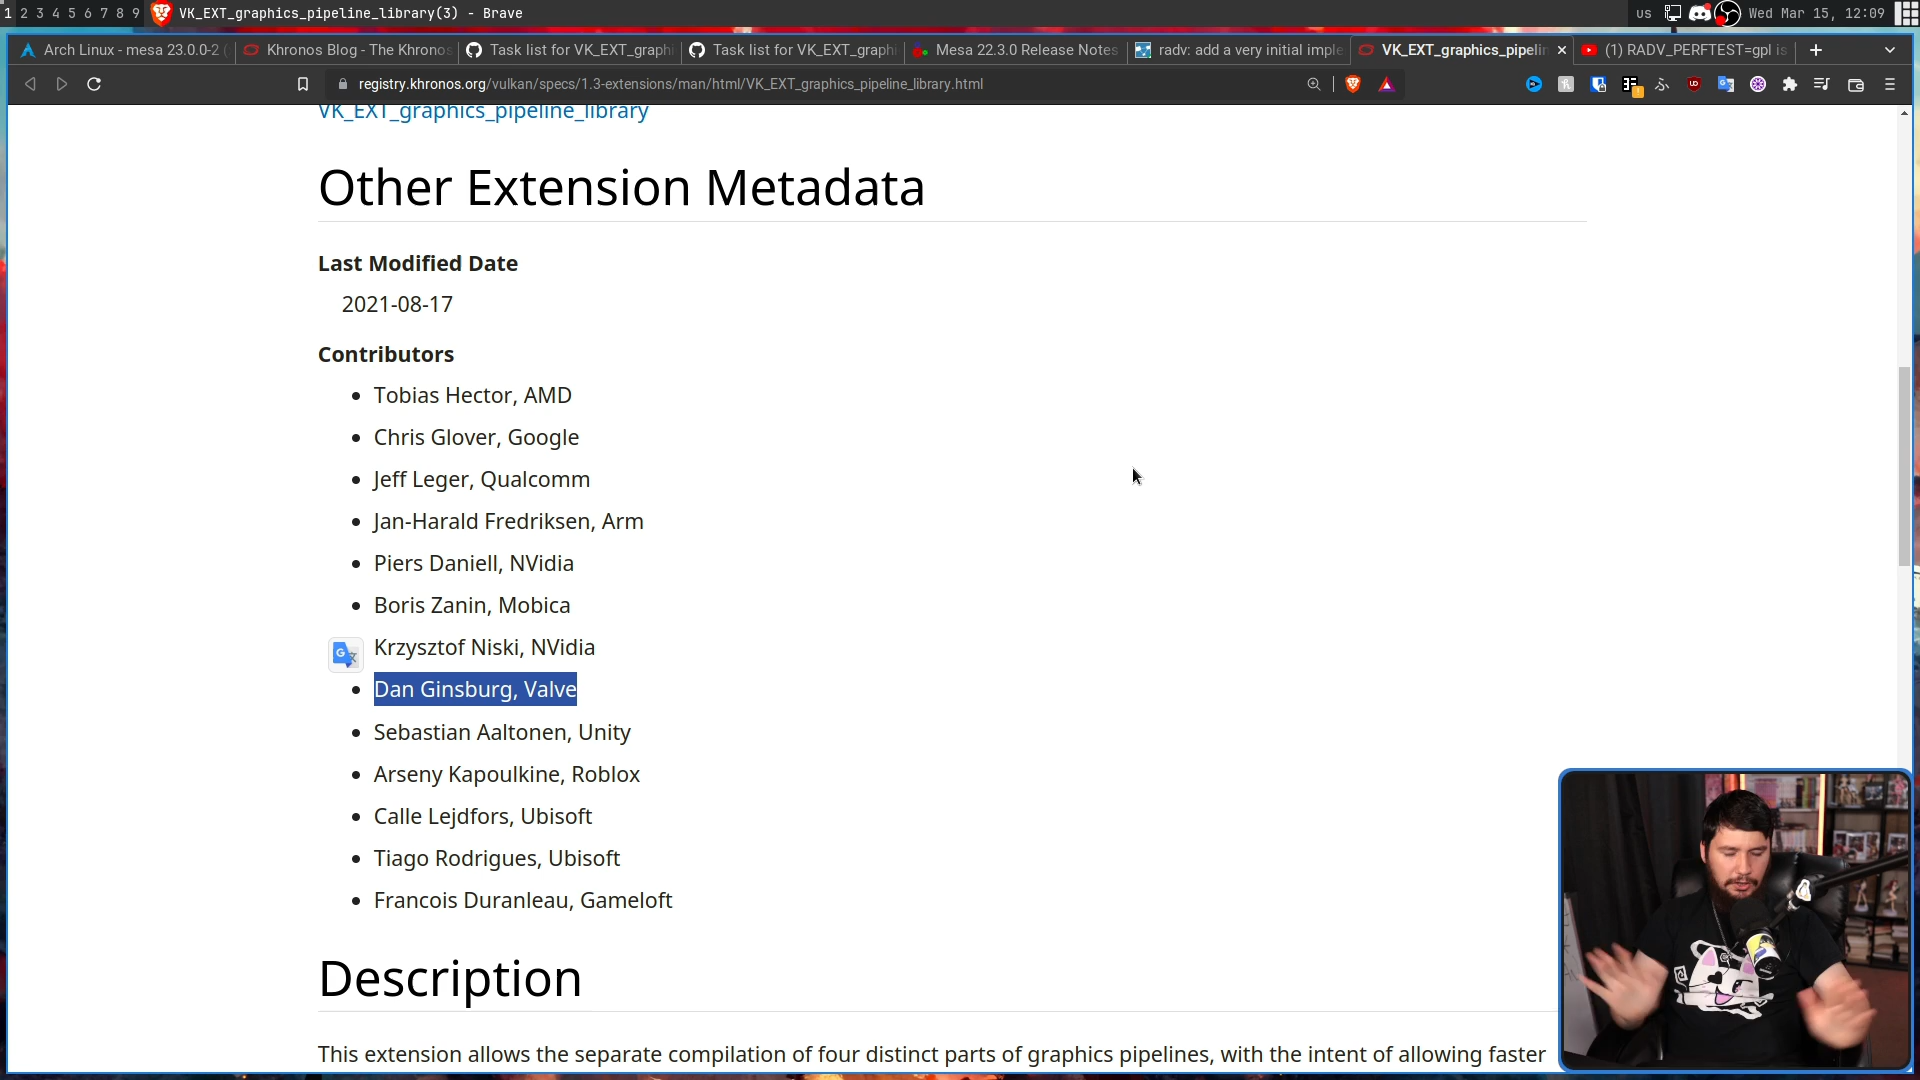 1 2 3 4 5 6 7 8 9 VK_EXT_graphics_pipeline_library(3) - Brave us Wed Mar 15, 12:09
Arch Linux - mesa 23.0.0-2 ( Khronos Blog - The Khrono Task list for VK_EXT_graphi Task list for VK_EXT_graphi Mesa 22.3.0 Release Notes radv: add a very initial imple VK_EXT_graphics_pipelin (1) RADV_PERFTEST=gpl is
registry.khronos.org/vulkan/specs/1.3-extensions/man/html/VK_EXT_graphics_pipeline_library.html
VK_EXT_graphics_pipeline_library
Other Extension Metadata
Last Modified Date
2021-08-17
Contributors
Tobias Hector, AMD
Chris Glover, Google
Jeff Leger, Qualcomm
Jan-Harald Fredriksen, Arm
Piers Daniell, NVidia
Boris Zanin, Mobica
Krzysztof Niski, NVidia
Dan Ginsburg, Valve
Sebastian Aaltonen, Unity
Arseny Kapoulkine, Roblox
Calle Lejdfors, Ubisoft
Tiago Rodrigues, Ubisoft
Francois Duranleau, Gameloft
Description
This extension allows the separate compilation of four distinct parts of graphics pipelines, with the intent of allowing faster